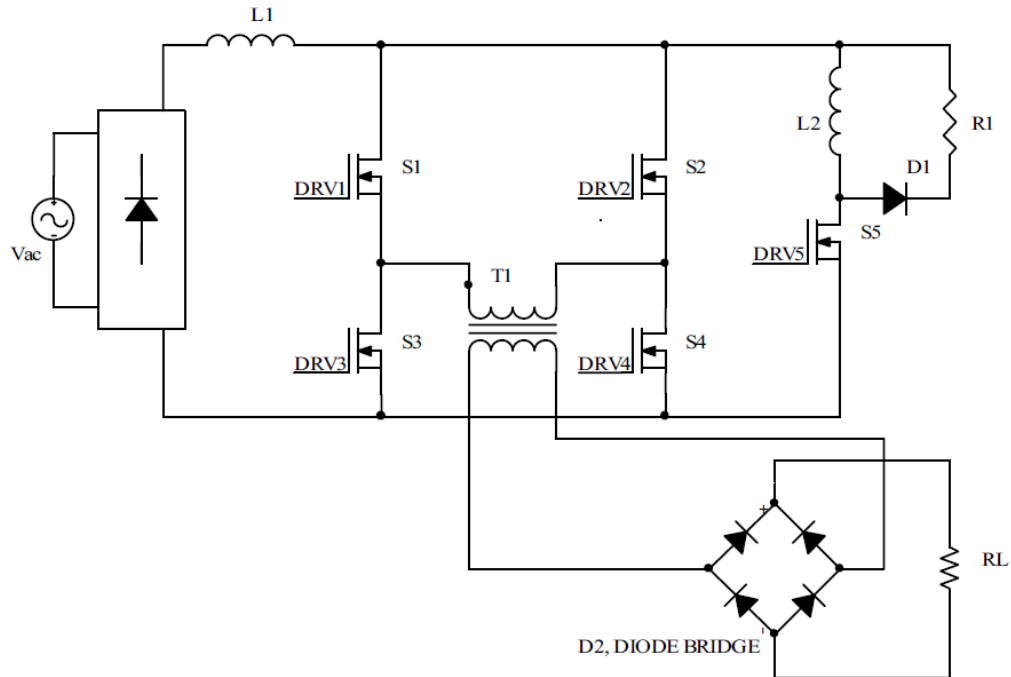 L1
L2
R1
S1
S2
D1
DRV1
DRV2
S5
Vac
T1
DRV5
S3
S4
DRV3
DRV4
+
RL
-
D2, DIODE BRIDGE